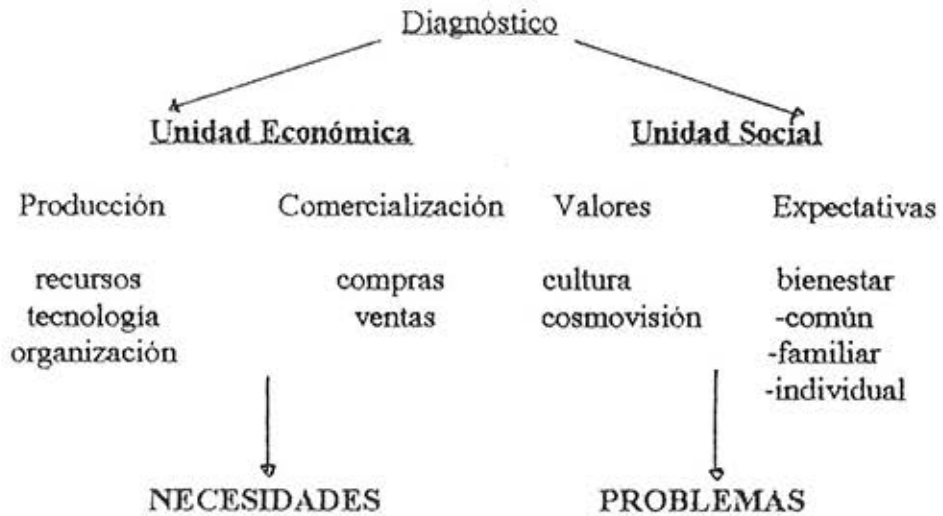 Diagnóstico
Unidad Económica Unidad Social
Producción Comercialización Valores Expectativas
recursos compras cultura bienestar
tecnología ventas cosmovisión -común
organización -familiar
-individual
NECESIDADES PROBLEMAS